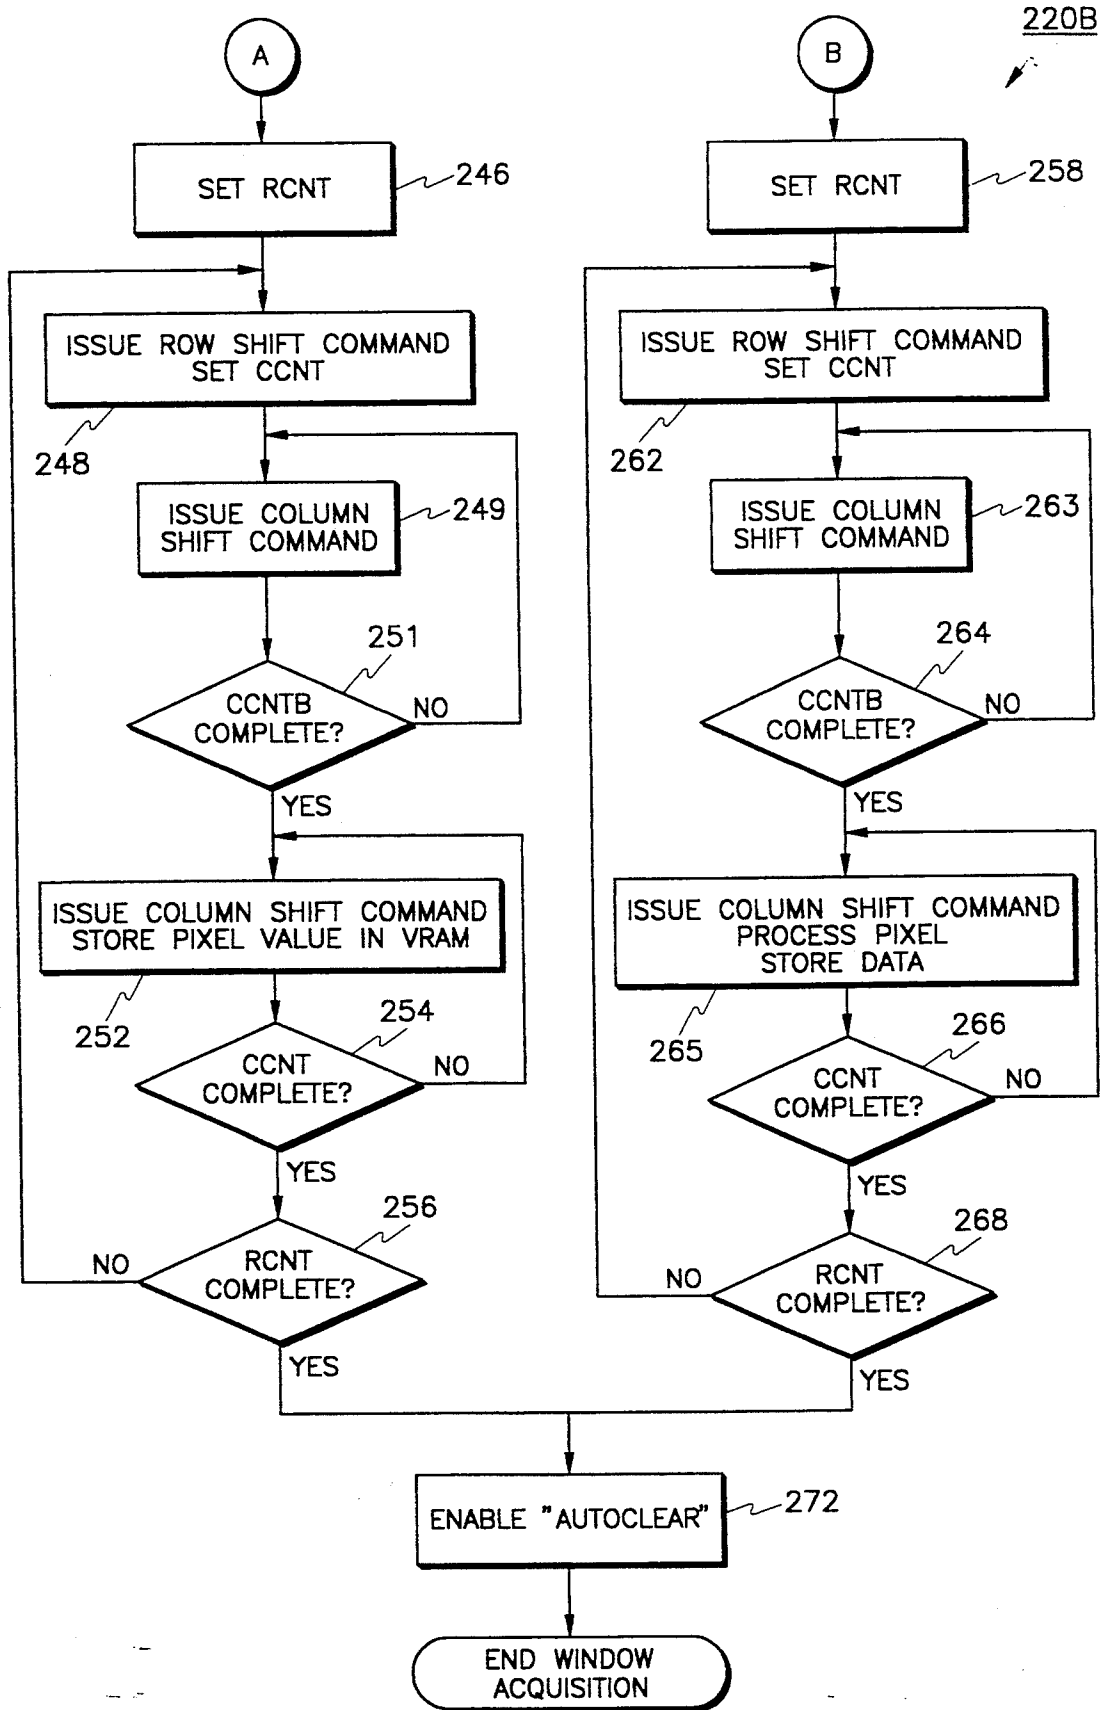 220B
A
SET RCNT
246
ISSUE ROW SHIFT COMMAND
SET CCNT
248
ISSUE COLUMN
SHIFT COMMAND
249
CCNTB
COMPLETE?
251
NO
YES
ISSUE COLUMN SHIFT COMMAND
STORE PIXEL VALUE IN VRAM
252
CCNT
COMPLETE?
254
NO
YES
RCNT
COMPLETE?
256
NO
YES
B
SET RCNT
258
ISSUE ROW SHIFT COMMAND
SET CCNT
262
ISSUE COLUMN
SHIFT COMMAND
263
CCNTB
COMPLETE?
264
NO
YES
ISSUE COLUMN SHIFT COMMAND
PROCESS PIXEL
STORE DATA
265
CCNT
COMPLETE?
266
NO
YES
RCNT
COMPLETE?
268
NO
YES
ENABLE "AUTOCLEAR"
272
END WINDOW
ACQUISITION